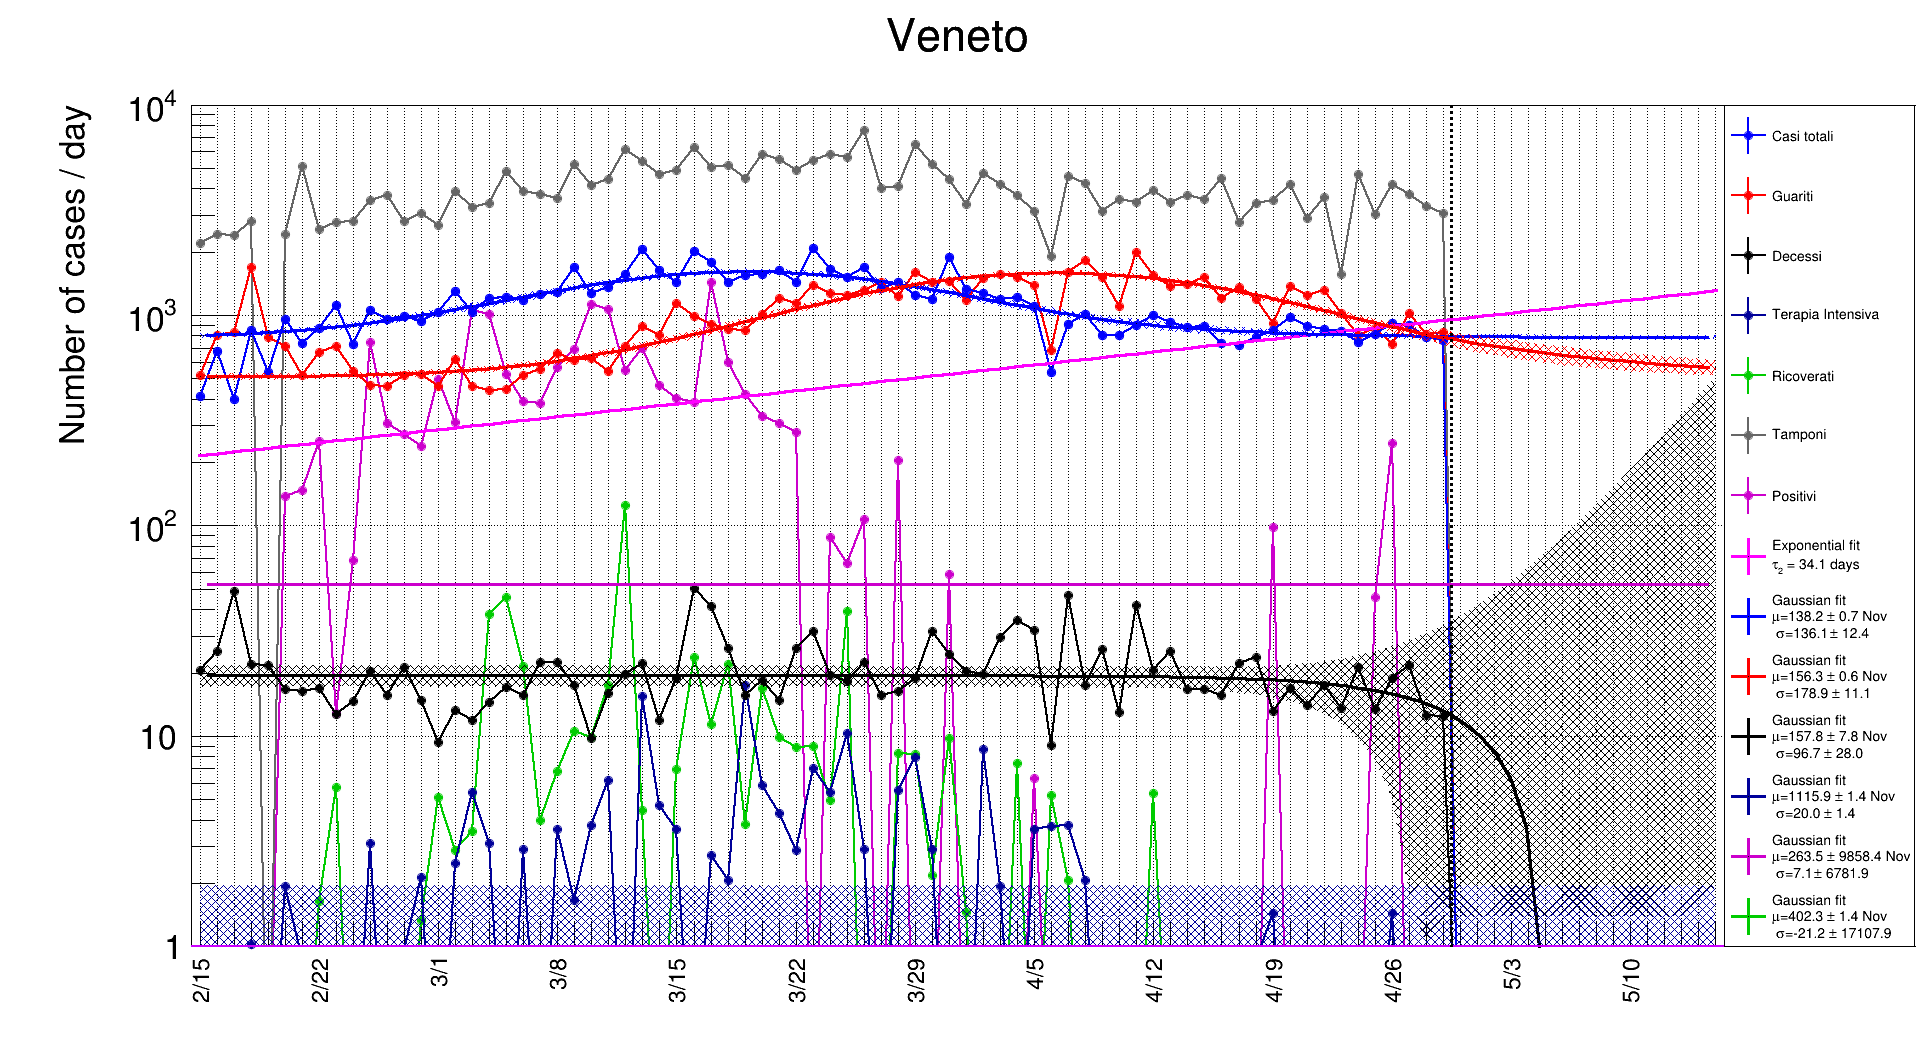 Veneto
Number of cases / day
10^4
10^3
10^2
10
1
2/15
2/22
3/1
3/8
3/15
3/22
3/29
4/5
4/12
4/19
4/26
5/3
5/10
Casi totali
Guariti
Decessi
Terapia Intensiva
Ricoverati
Tamponi
Positivi
Exponential fit
τ₂ = 34.1 days
Gaussian fit
μ=138.2 ± 0.7 Nov
σ=136.1 ± 12.4
Gaussian fit
μ=156.3 ± 0.6 Nov
σ=178.9 ± 11.1
Gaussian fit
μ=157.8 ± 7.8 Nov
σ=96.7 ± 28.0
Gaussian fit
μ=1115.9 ± 1.4 Nov
σ=20.0 ± 1.4
Gaussian fit
μ=263.5 ± 9858.4 Nov
σ=7.1 ± 6781.9
Gaussian fit
μ=402.3 ± 1.4 Nov
σ=-21.2 ± 17107.9